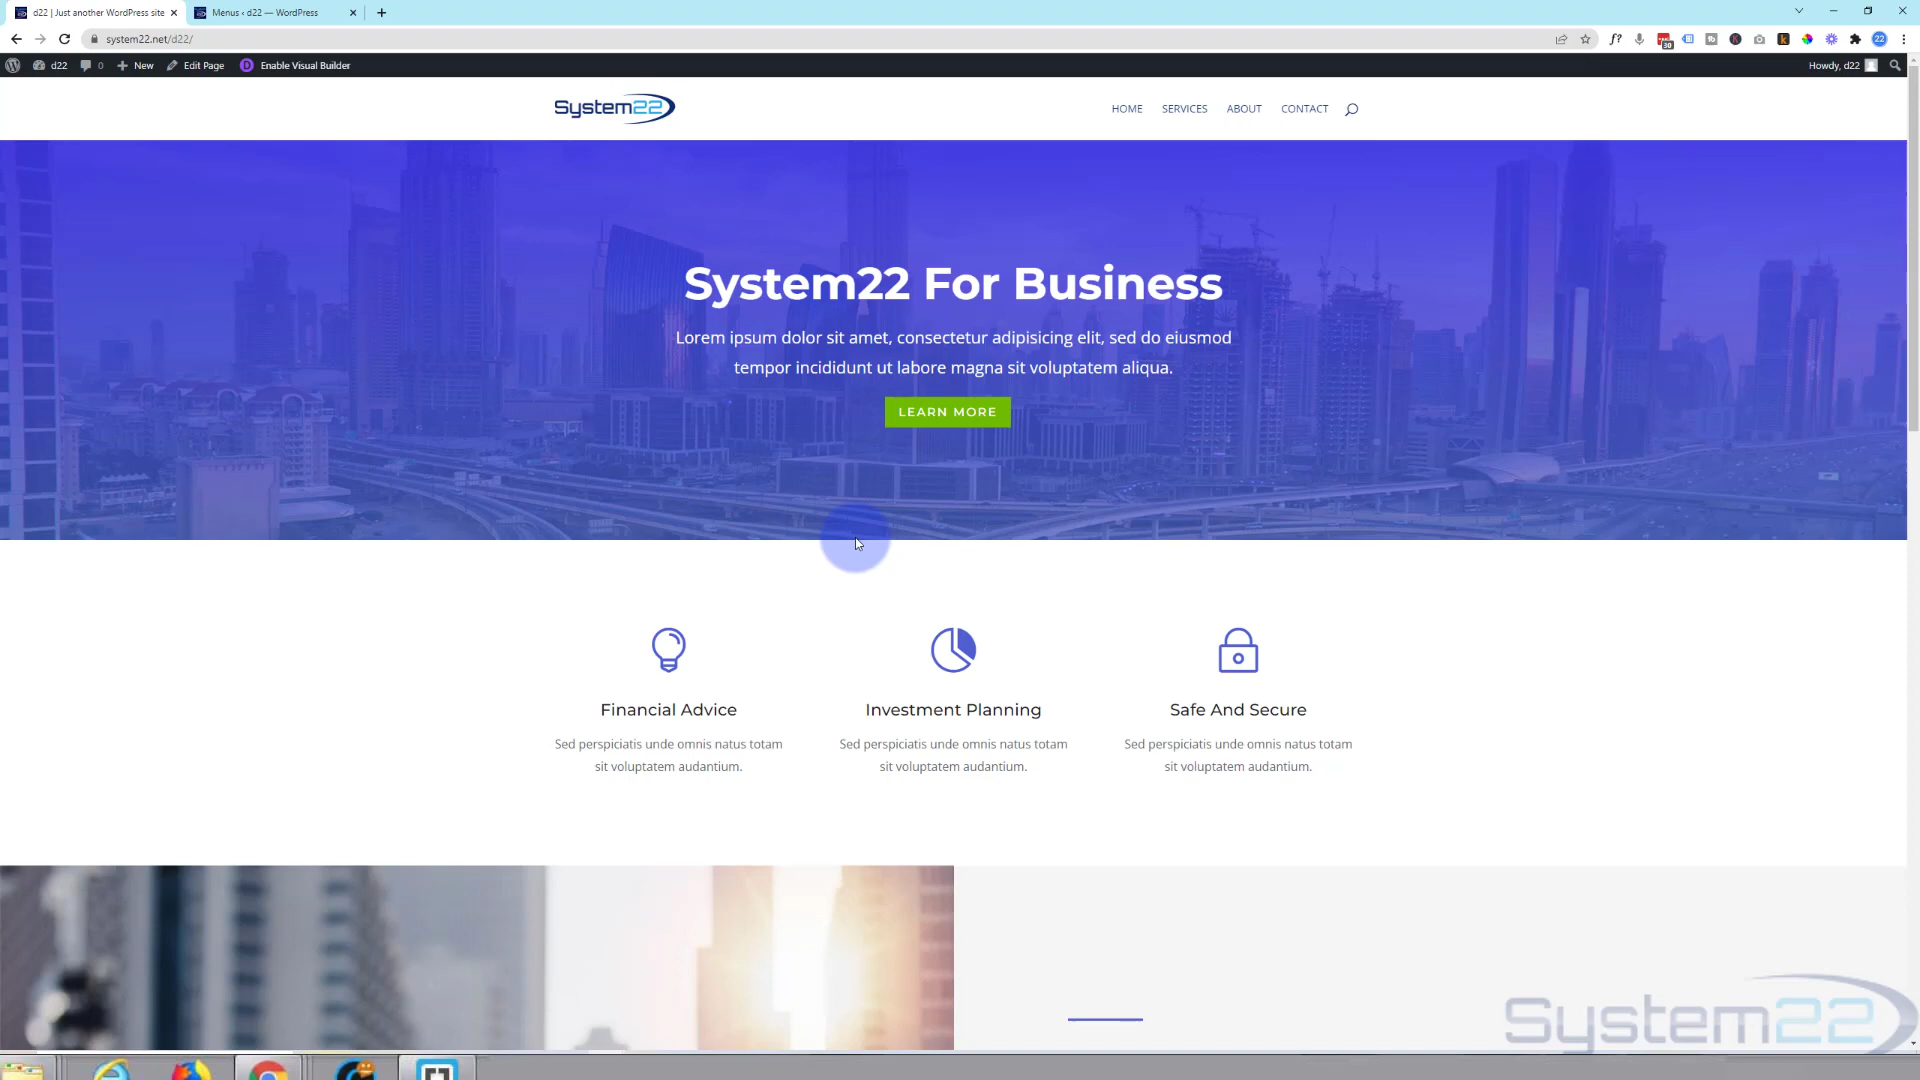 d22 | Just another WordPress site
Menus ‹ d22 — WordPress
system22.net/d22/
f?
30
22
d22
0
New
Edit Page
D
Enable Visual Builder
Howdy, d22
System22
HOME
SERVICES
ABOUT
CONTACT
System22 For Business
Lorem ipsum dolor sit amet, consectetur adipisicing elit, sed do eiusmod
tempor incididunt ut labore magna sit voluptatem aliqua.
LEARN MORE
Financial Advice
Investment Planning
Safe And Secure
Sed perspiciatis unde omnis natus totam
sit voluptatem audantium.
Sed perspiciatis unde omnis natus totam
sit voluptatem audantium.
Sed perspiciatis unde omnis natus totam
sit voluptatem audantium.
System22